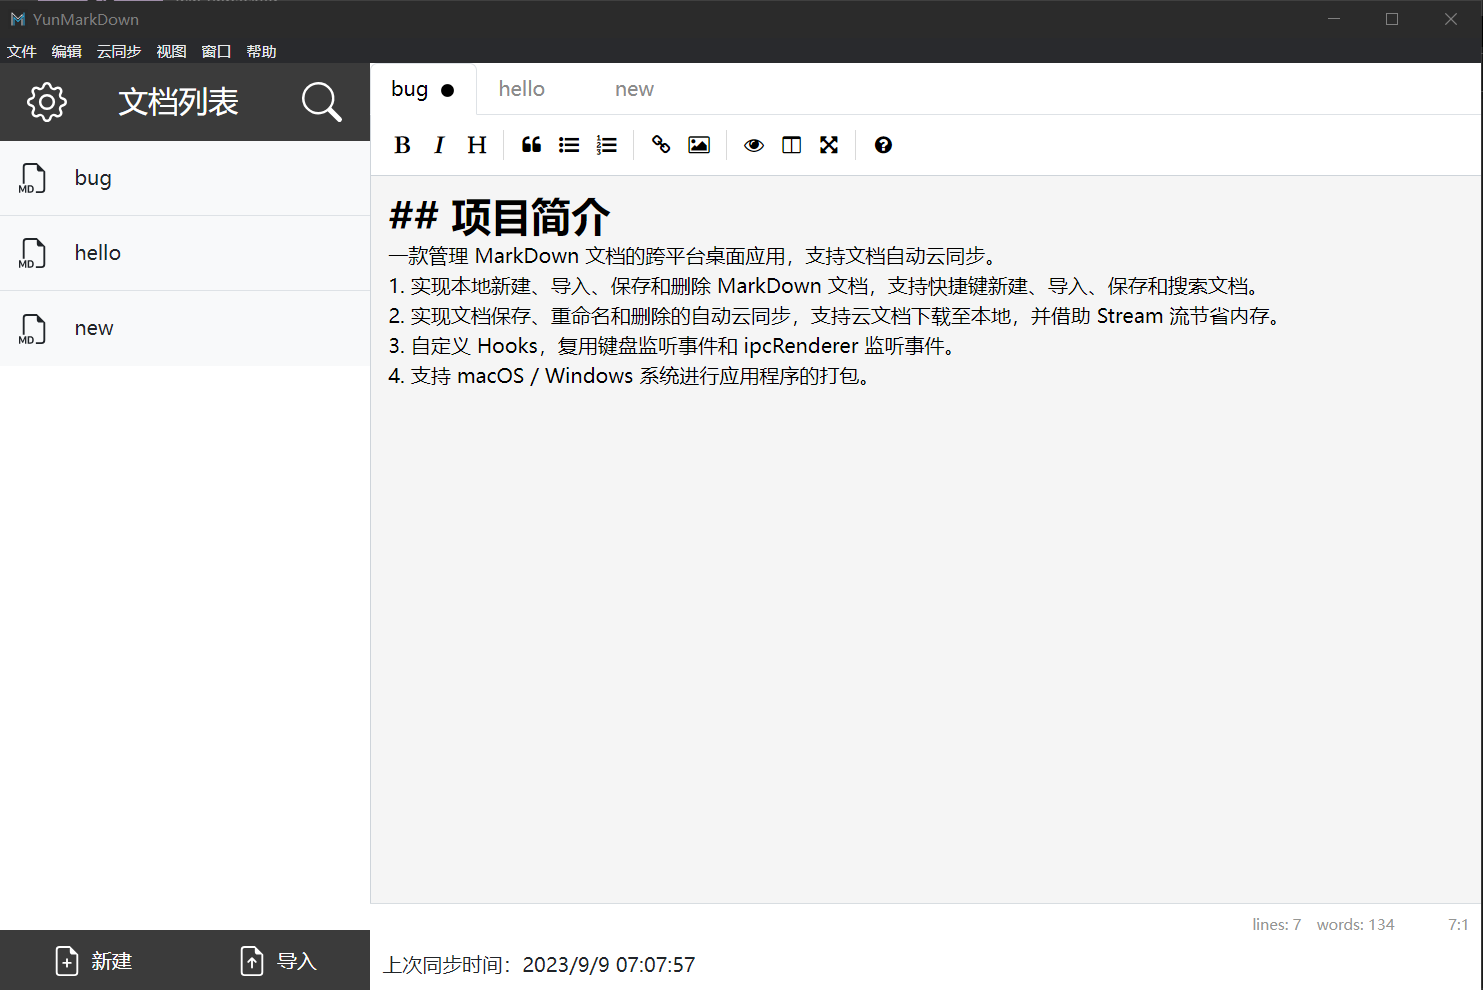 YunMarkDown
文件 编辑 云同步 视图 窗口 帮助
文档列表
bug
hello
new
新建 导入
bug ● hello new
B I H
## 项目简介
一款管理 MarkDown 文档的跨平台桌面应用，支持文档自动云同步。
1. 实现本地新建、导入、保存和删除 MarkDown 文档，支持快捷键新建、导入、保存和搜索文档。
2. 实现文档保存、重命名和删除的自动云同步，支持云文档下载至本地，并借助 Stream 流节省内存。
3. 自定义 Hooks，复用键盘监听事件和 ipcRenderer 监听事件。
4. 支持 macOS / Windows 系统进行应用程序的打包。
lines: 7 words: 134 7:1
上次同步时间：2023/9/9 07:07:57